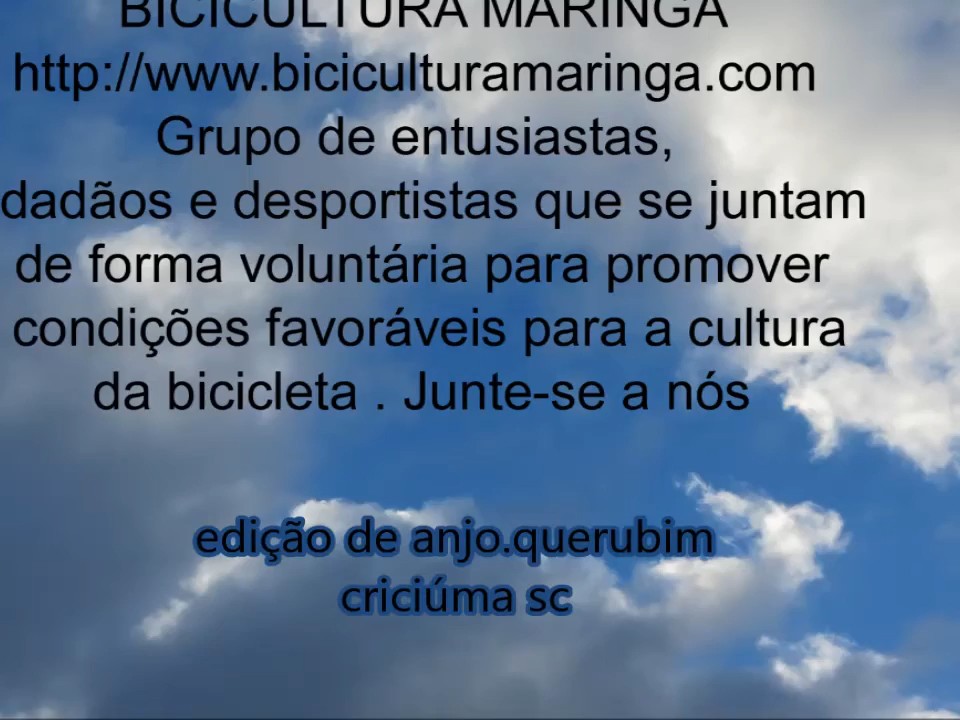 BICICULTURA MARINGA
http://www.biciculturamaringa.com
Grupo de entusiastas,
dadãos e desportistas que se juntam
de forma voluntária para promover
condições favoráveis para a cultura
da bicicleta . Junte-se a nós
edição de anjo.querubim
criciúma sc